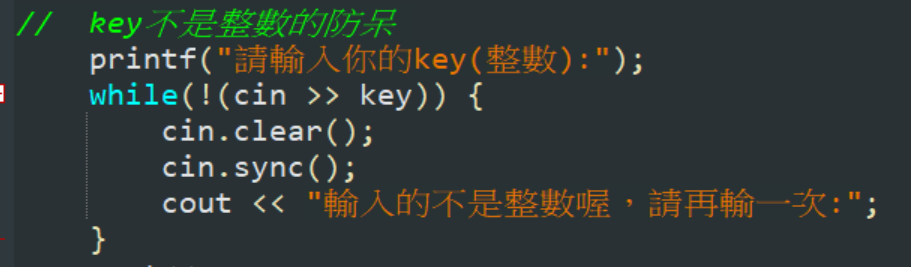 //  key不是整數的防呆
printf("請輸入你的key(整數):");
while(!(cin >> key)) {
cin.clear();
cin.sync();
cout << "輸入的不是整數喔，請再輸一次:";
}